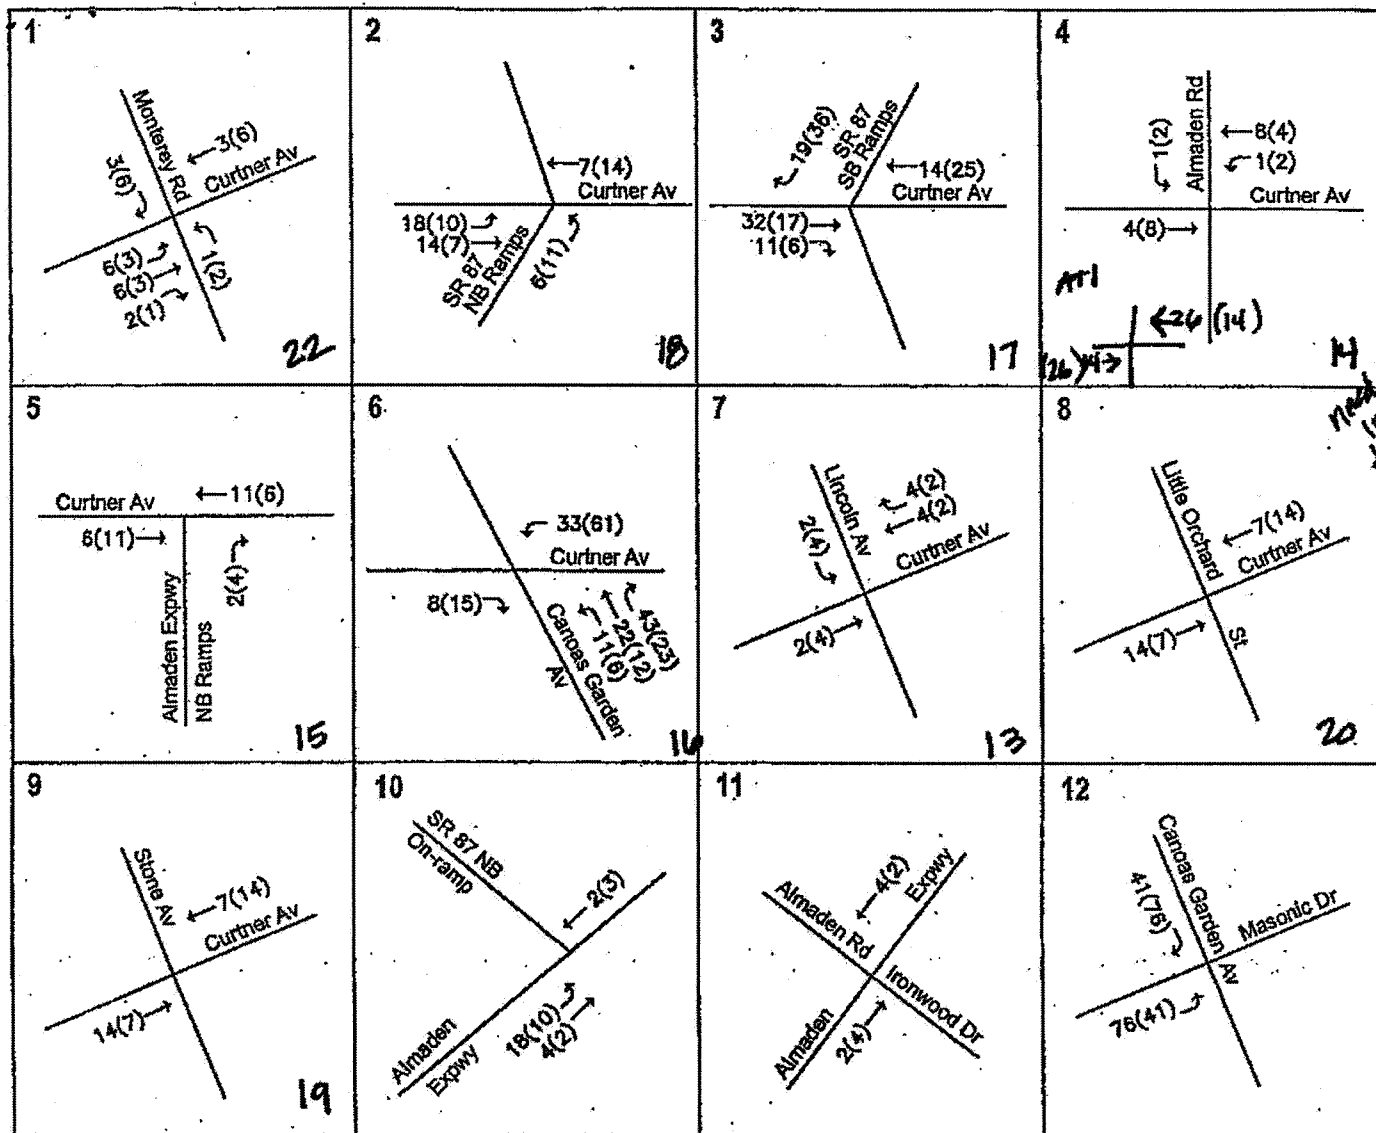 1
Monterey Rd
3(6)
3(6)
Curtner Av
6(3)
6(3)
2(1)
1(2)
22
2
7(14)
Curtner Av
18(10)
14(7)
SR 87
NB Ramps
6(11)
18
3
19(36)
SR 87
SB Ramps
14(25)
Curtner Av
32(17)
11(6)
17
4
1(2)
Almaden Rd
8(4)
1(2)
Curtner Av
4(8)
26 (14)
14
5
Curtner Av
11(6)
6(11)
2(4)
Almaden Expwy
NB Ramps
15
6
33(61)
Curtner Av
8(15)
Canoas Garden
Av
11(6)
22(12)
43(23)
16
7
Lincoln Av
4(2)
4(2)
2(4)
Curtner Av
2(4)
13
8
Little Orchard
St
7(14)
Curtner Av
14(7)
20
9
Stone Av
7(14)
Curtner Av
14(7)
19
10
SR 87 NB
On-ramp
2(3)
18(10)
4(2)
Almaden
Expwy
11
4(2)
Expwy
Almaden Rd
Ironwood Dr
2(4)
Almaden
12
Canoas Garden
Av
41(76)
Masonic Dr
76(41)